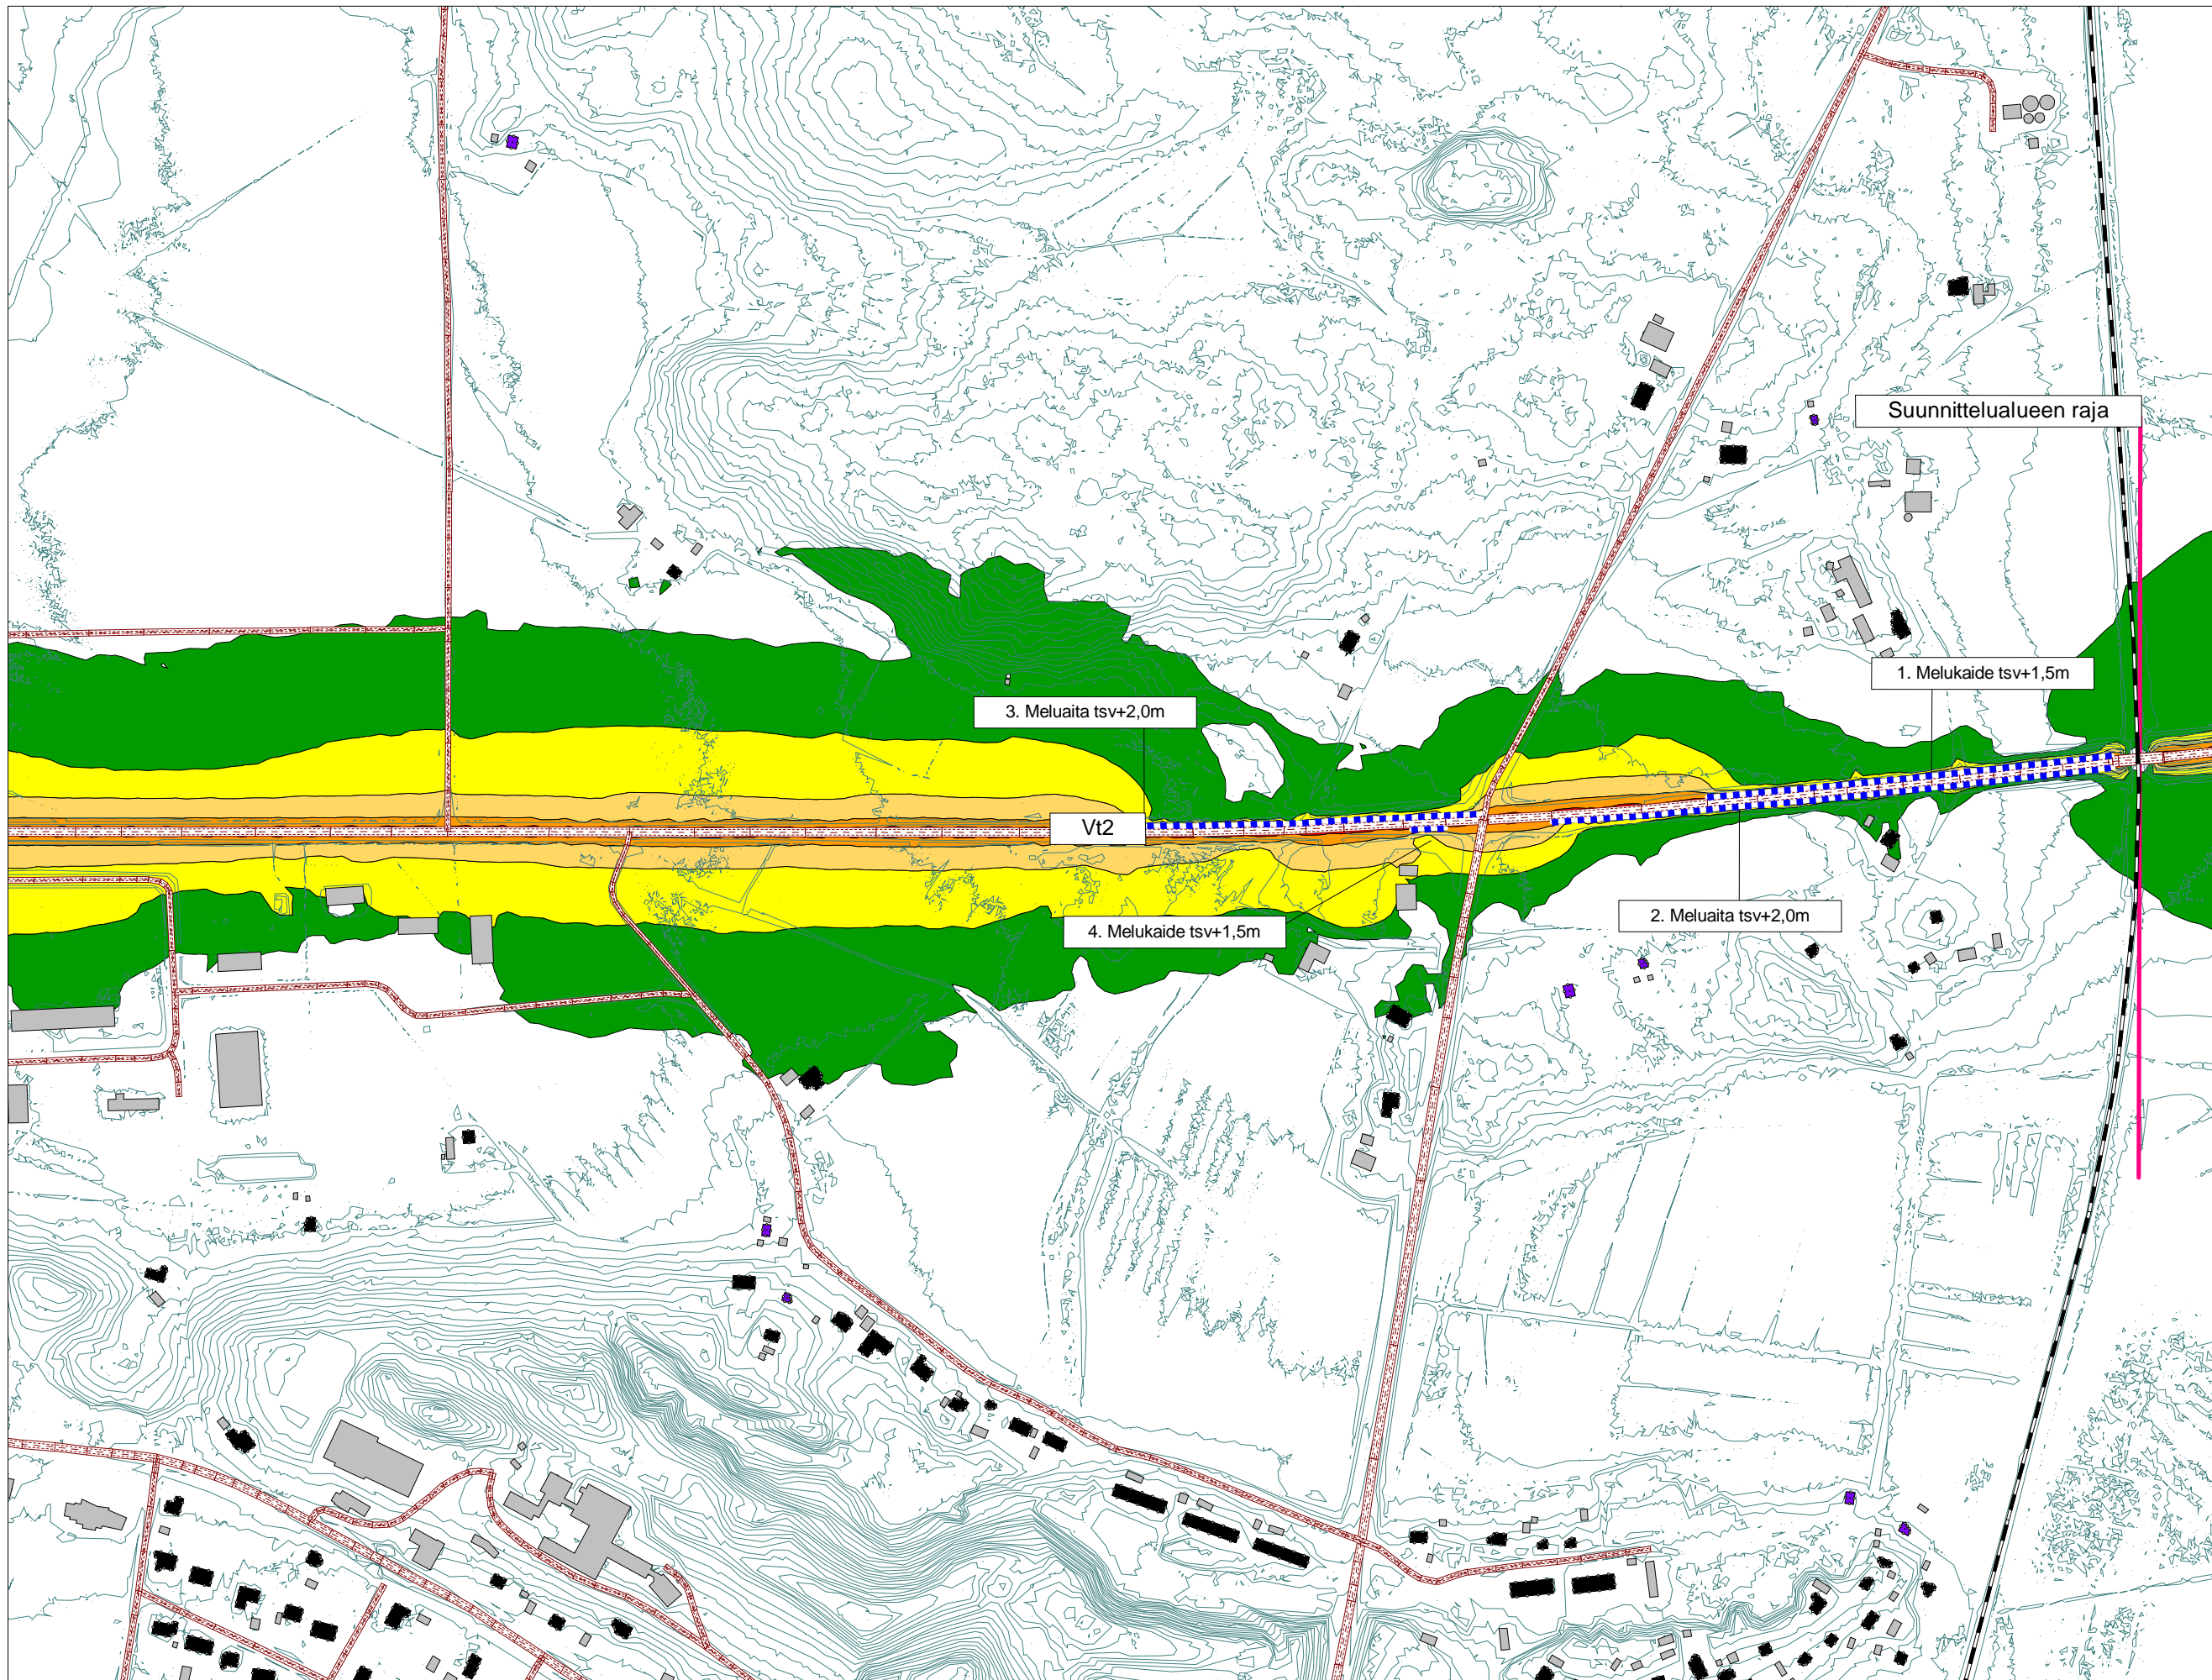 Suunnittelualueen raja
1. Melukaide tsv+1,5m
3. Meluaita tsv+2,0m
Vt2
2. Meluaita tsv+2,0m
4. Melukaide tsv+1,5m